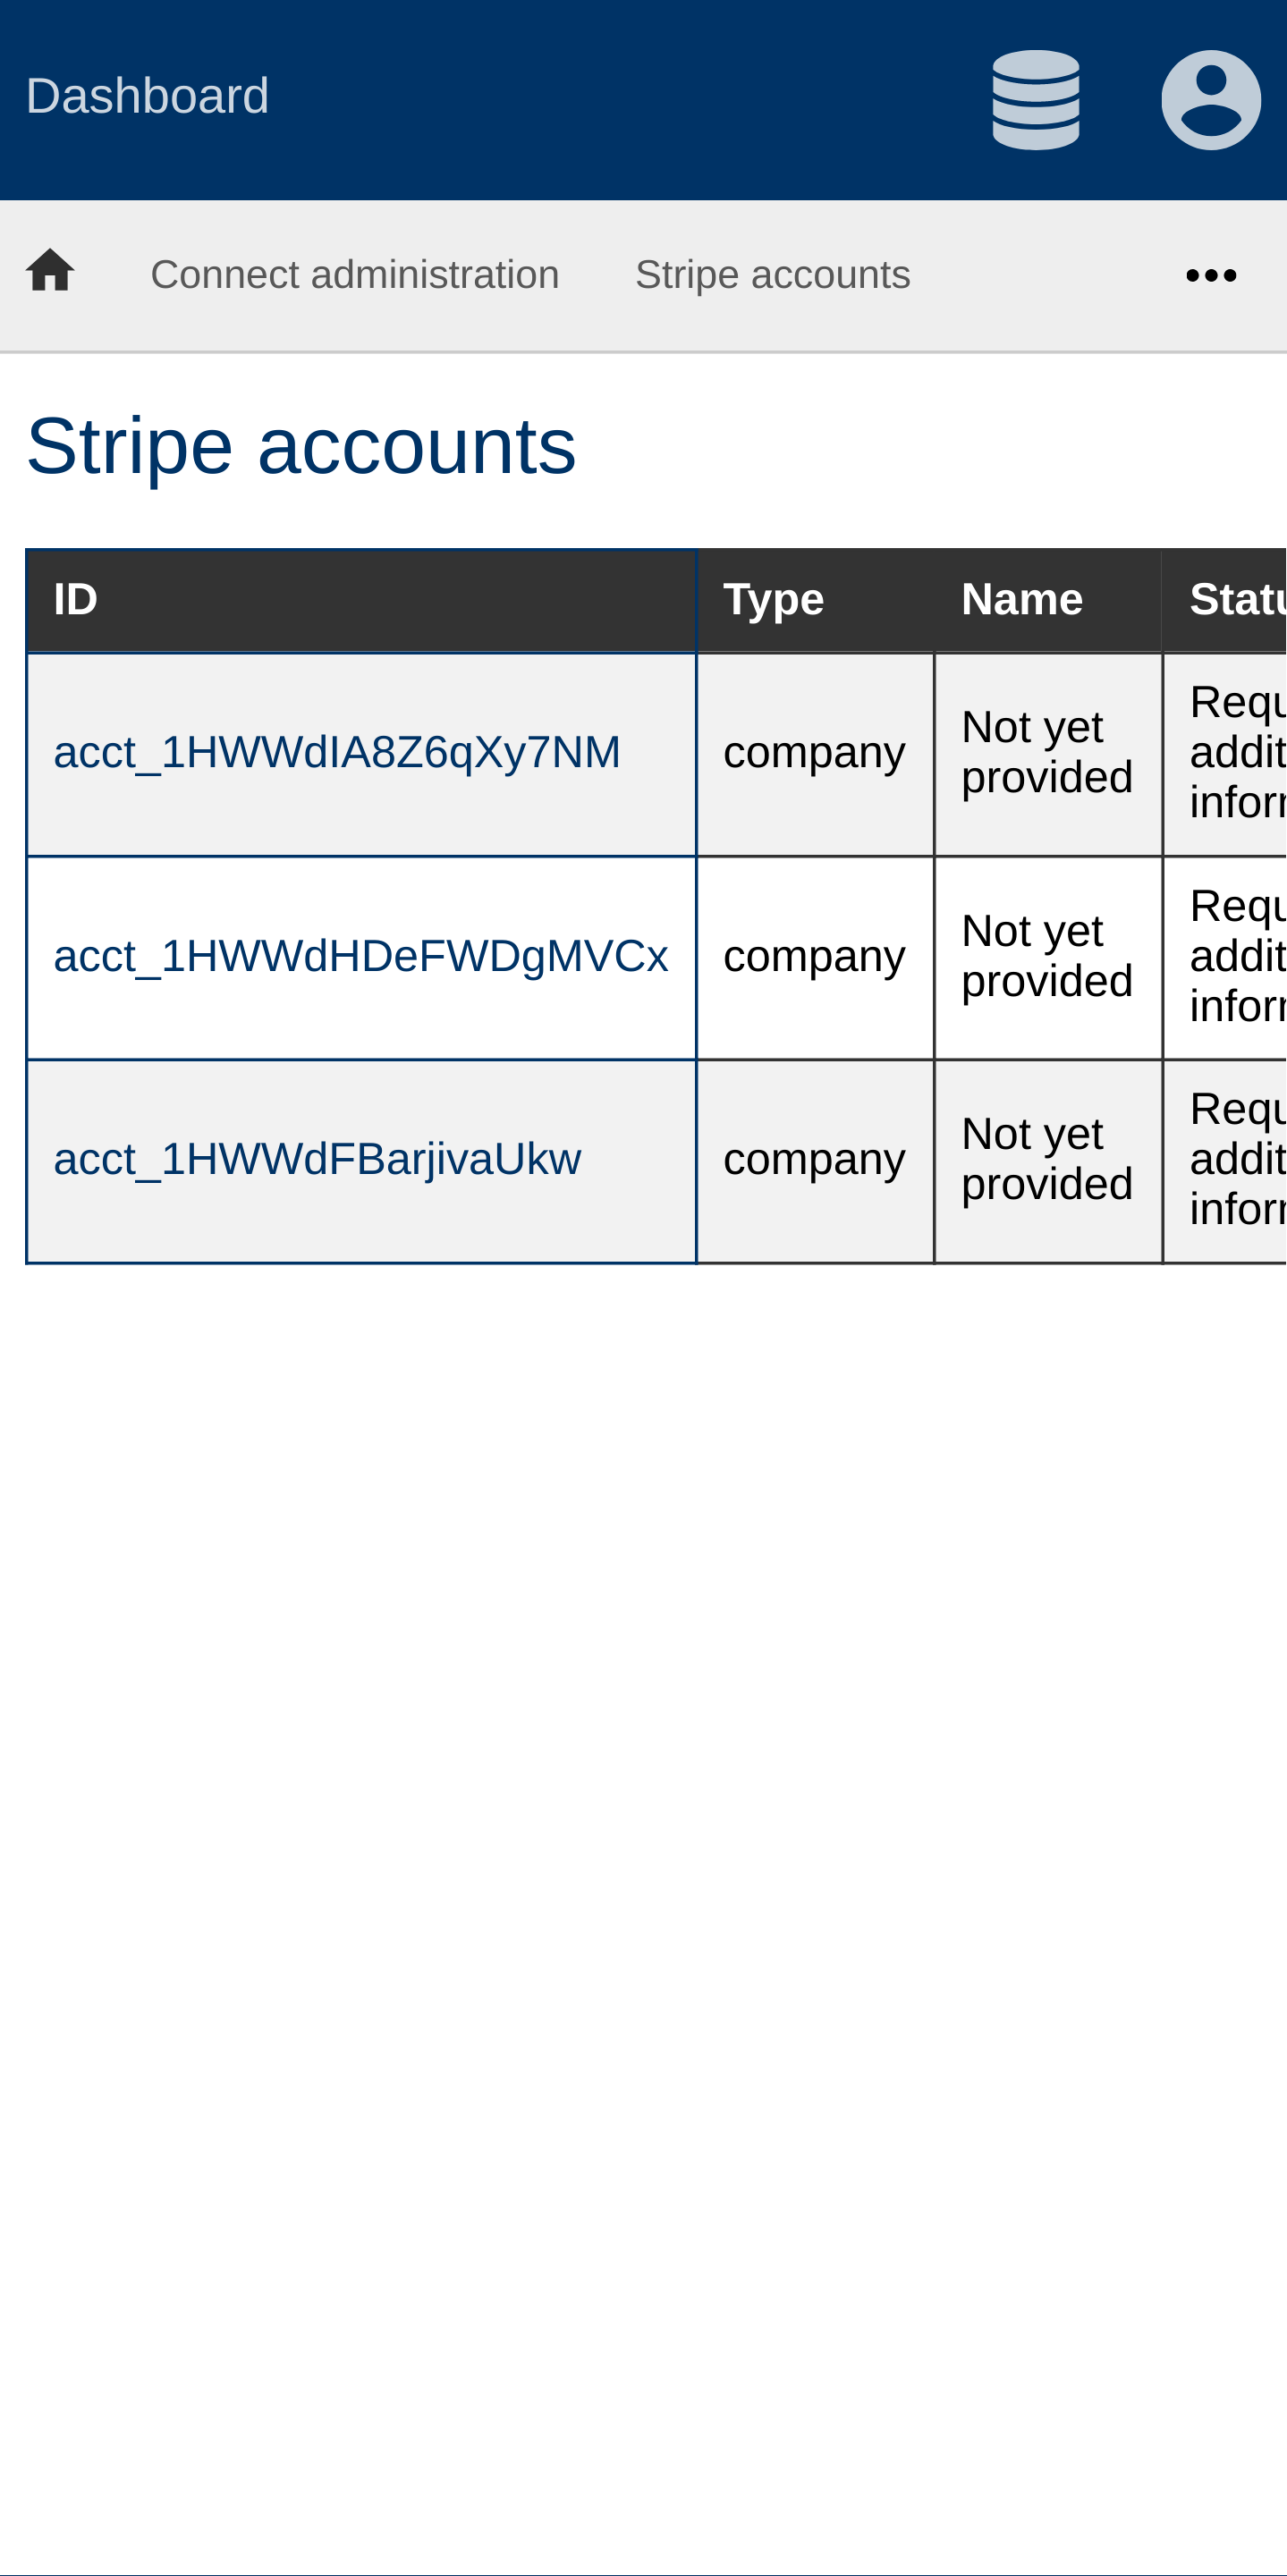 Dashboard
Connect administration Stripe accounts
Stripe accounts
ID Type Name Statu
acct_1HWWdIA8Z6qXy7NM company Not yet provided Requ addit inforr
acct_1HWWdHDeFWDgMVCx company Not yet provided Requ addit inforr
acct_1HWWdFBarjivaUkw company Not yet provided Requ addit inforr